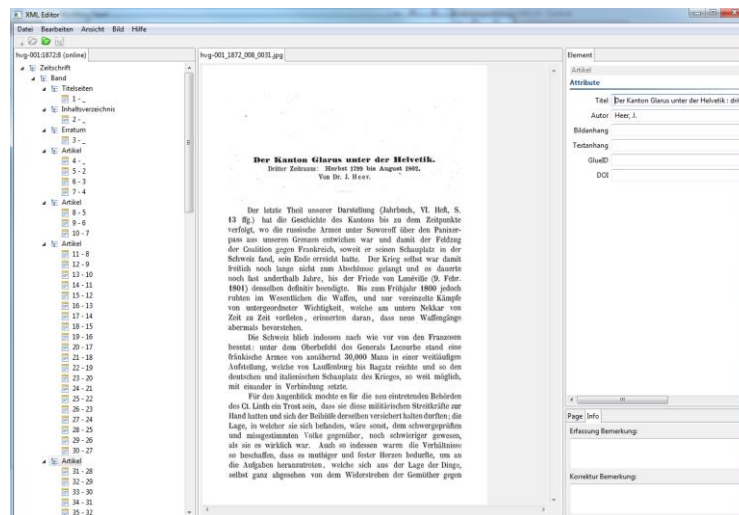 XML Editor
Datei Bearbeiten Ansicht Bild Hilfe
hvg-001:1872:8 (online)
Zeitschrift
Band
Titelseiten
1 - _
Inhaltsverzeichnis
2 - _
Erratum
3 - _
Artikel
4 - _
5 - 2
6 - 3
7 - 4
Artikel
8 - 5
9 - 6
10 - 7
Artikel
11 - 8
12 - 9
13 - 10
14 - 11
15 - 12
16 - 13
17 - 14
18 - 15
19 - 16
20 - 17
21 - 18
22 - 19
23 - 20
24 - 21
25 - 22
26 - 23
27 - 24
28 - 25
29 - 26
30 - 27
Artikel
31 - 28
32 - 29
33 - 30
34 - 31
35 - 32
hvg-001_1872_008_0031.jpg
Der Kanton Glarus unter der Helvetik.
Dritter Zeitraum: Herbst 1799 bis August 1802.
Von Dr. J. Heer.
Der letzte Theil unserer Darstellung (Jahrbuch, VI. Heft, S.
13 flg.) hat die Geschichte des Kantons bis zu dem Zeitpunkte
verfolgt, wo die russische Armee unter Suworoff über den Panixer-
pass aus unseren Grenzen entwichen war und damit der Feldzug
der Coalition gegen Frankreich, soweit er seinen Schauplatz in der
Schweiz fand, sein Ende erreicht hatte. Der Krieg selbst war damit
freilich noch lange nicht zum Abschlusse gelangt und es dauerte
noch fast anderthalb Jahre, bis der Friede von Lunéville (9. Febr.
1801) denselben definitiv beendigte. Bis zum Frühjahr 1800 jedoch
ruhten im Wesentlichen die Waffen, und nur vereinzelte Kämpfe
von untergeordneter Wichtigkeit, welche am untern Nekkar von
Zeit zu Zeit vorfielen, erinnerten daran, dass neue Waffengänge
abermals bevorstehen.
Die Schweiz blieb indessen nach wie vor von den Franzosen
besetzt: unter dem Oberbefehl des Generals Lecourbe stand eine
fränkische Armee von annähernd 30,000 Mann in einer weitläufigen
Aufstellung, welche von Lauffenburg bis Ragatz reichte und so den
deutschen und italienischen Schauplatz des Krieges, so weit möglich,
mit einander in Verbindung setzte.
Für den Augenblick mochte es für die neu eintretenden Behörden
des Ct. Linth ein Trost sein, dass sie diese militärischen Streitkräfte zur
Hand hatten und sich der Beihülfe derselben versichert halten durften; die
Lage, in welcher sie sich befanden, wäre sonst, dem schwergeprüften
und missgestimmten Volke gegenüber, noch schwieriger gewesen,
als sie es wirklich war. Auch so indessen waren die Verhältnisse
so beschaffen, dass es muthiger und fester Herzen bedurfte, um an
die Aufgaben heranzutreten, welche sich aus der Lage der Dinge,
selbst ganz abgesehen von dem Widerstreben der Gemüther gegen
Element
Artikel
Attribute
Titel Der Kanton Glarus unter der Helvetik : drit
Autor Heer, J.
Bildanhang
Textanhang
GlueID
DOI
Page Info
Erfassung Bemerkung:
Korrektur Bemerkung: